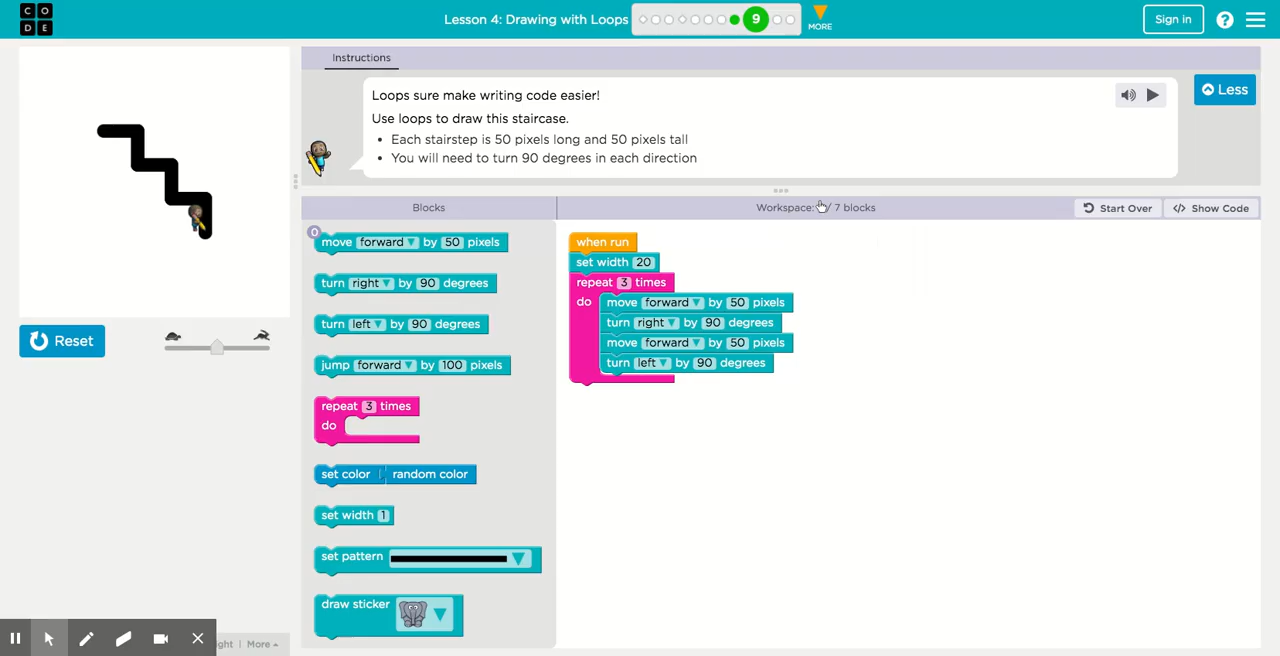 C O
D E
Lesson 4: Drawing with Loops
9
MORE
Sign in
?
Instructions
Loops sure make writing code easier!
Use loops to draw this staircase.
• Each stairstep is 50 pixels long and 50 pixels tall
• You will need to turn 90 degrees in each direction
Less
Blocks
Workspace: / 7 blocks
Start Over
</> Show Code
0
move forward by 50 pixels
turn right by 90 degrees
turn left by 90 degrees
jump forward by 100 pixels
repeat 3 times
do
set color random color
set width 1
set pattern
draw sticker
when run
set width 20
repeat 3 times
do
move forward by 50 pixels
turn right by 90 degrees
move forward by 50 pixels
turn left by 90 degrees
Reset
More